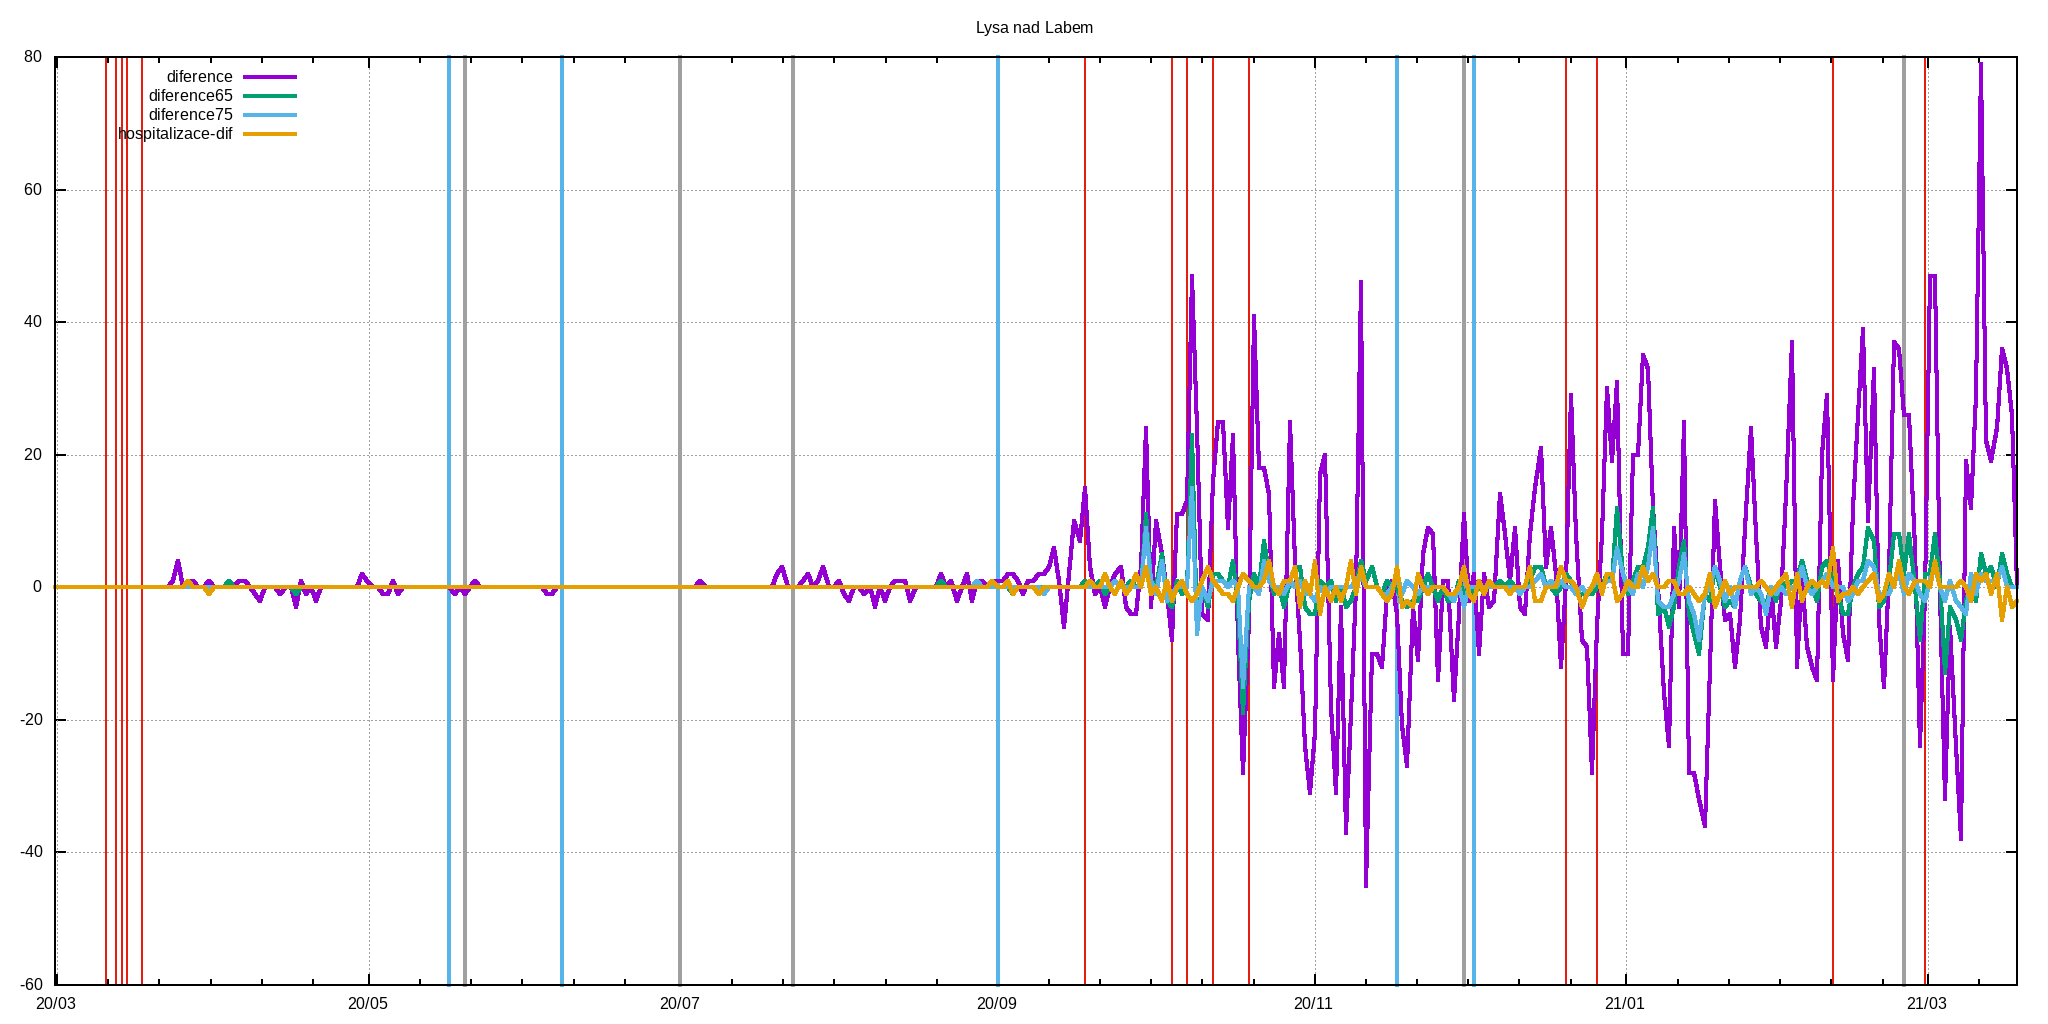 Lysa nad Labem
80
60
40
20
0
-20
-40
-60
diference
diference65
diference75
hospitalizace-dif
20/03 20/05 20/07 20/09 20/11 21/01 21/03